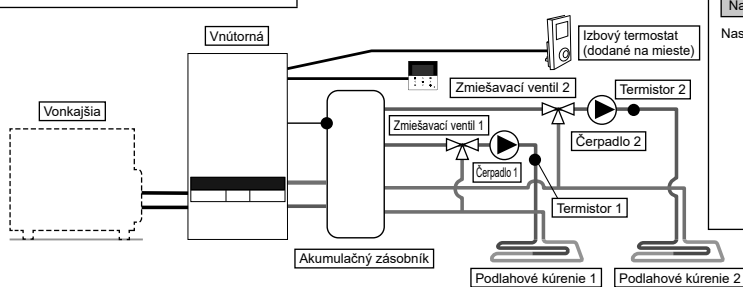 Vnútorná
Izbový termostat
(dodané na mieste)
Na
Nas
Zmiešavací ventil 2
Termistor 2
Vonkajšia
Zmiešavací ventil 1
Čerpadlo 2
Čerpadlo 1
Termistor 1
Akumulačný zásobník
Podlahové kúrenie 1
Podlahové kúrenie 2